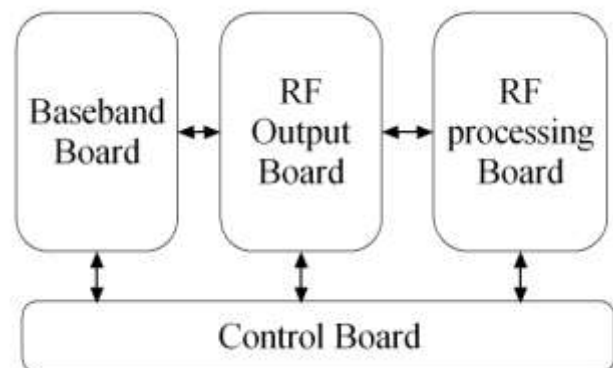 Baseband
Board
RF
Output
Board
RF
processing
Board
Control Board